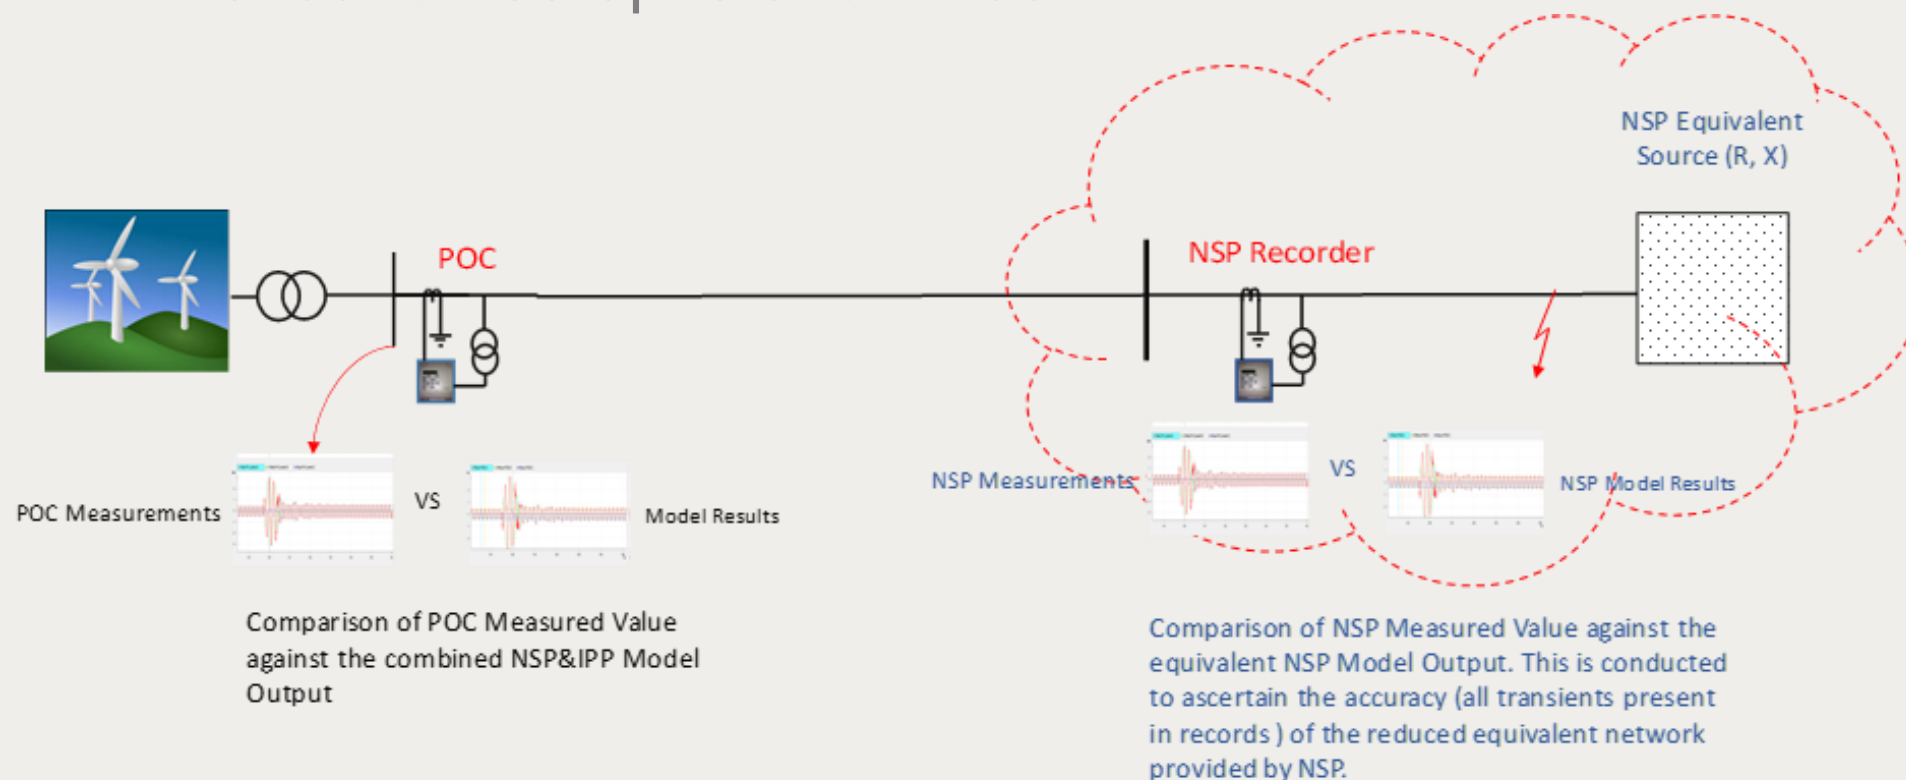 NSP Equivalent
Source (R, X)
POC
NSP Recorder
POC Measurements
VS
Model Results
NSP Measurements
VS
NSP Model Results
Comparison of POC Measured Value
against the combined NSP&IPP Model
Output
Comparison of NSP Measured Value against the
equivalent NSP Model Output. This is conducted
to ascertain the accuracy (all transients present
in records ) of the reduced equivalent network
provided by NSP.